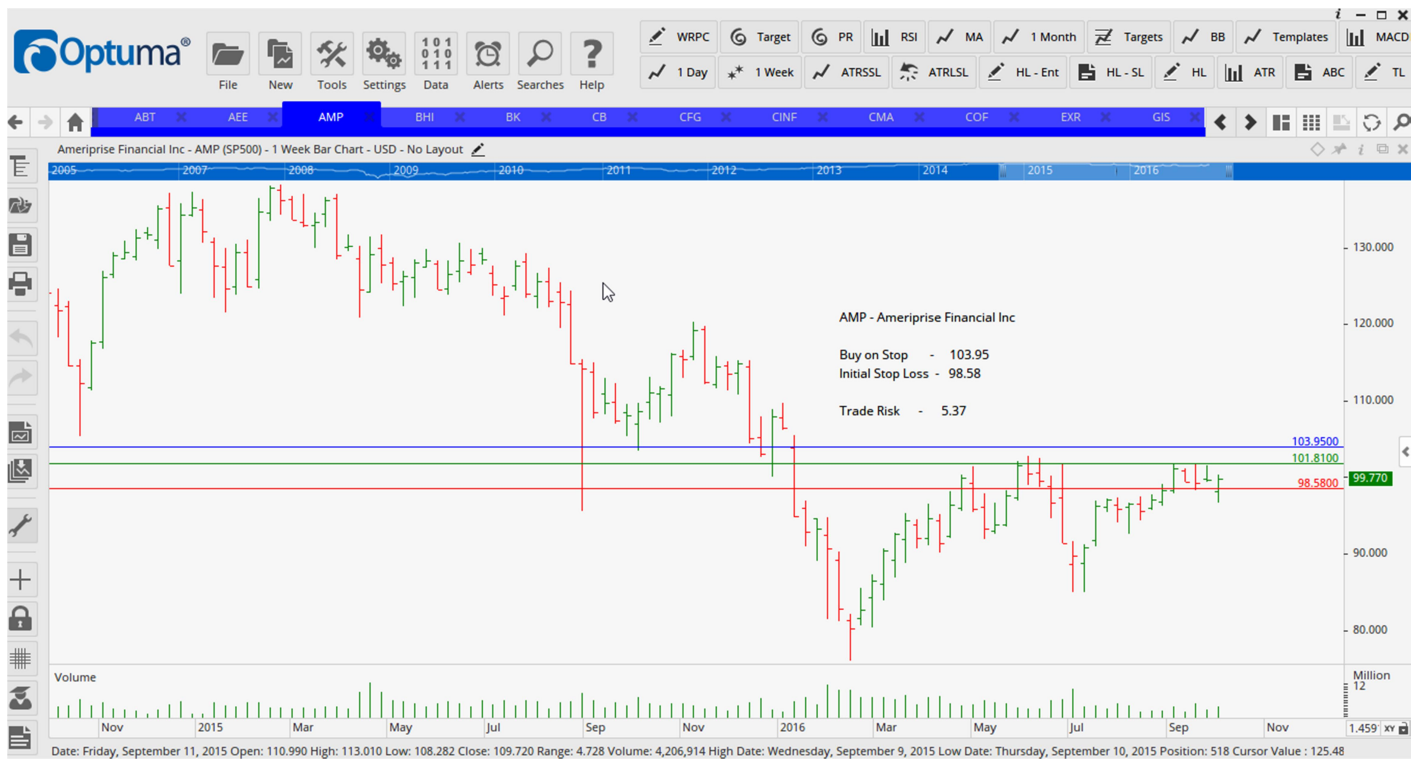 i
Optuma®
File New Tools Settings Data Alerts Searches Help
101
010
111
WRPC Target PR RSI MA 1 Month Targets BB Templates MACD
1 Day 1 Week ATRSSL ATRLSL HL - Ent HL - SL HL ATR ABC TL
ABT AEE AMP BHI BK CB CFG CINF CMA COF EXR GIS
Ameriprise Financial Inc - AMP (SP500) - 1 Week Bar Chart - USD - No Layout
2005 2007 2008 2009 2010 2011 2012 2013 2014 2015 2016
130.000
AMP - Ameriprise Financial Inc
120.000
Buy on Stop - 103.95
Initial Stop Loss - 98.58
110.000
Trade Risk - 5.37
103.9500
101.8100
99.770
98.5800
90.000
80.000
Volume
Million
12
Nov 2015 Mar May Jul Sep Nov 2016 Mar May Jul Sep Nov 1.459 XY
Date: Friday, September 11, 2015 Open: 110.990 High: 113.010 Low: 108.282 Close: 109.720 Range: 4.728 Volume: 4,206,914 High Date: Wednesday, September 9, 2015 Low Date: Thursday, September 10, 2015 Position: 518 Cursor Value : 125.48